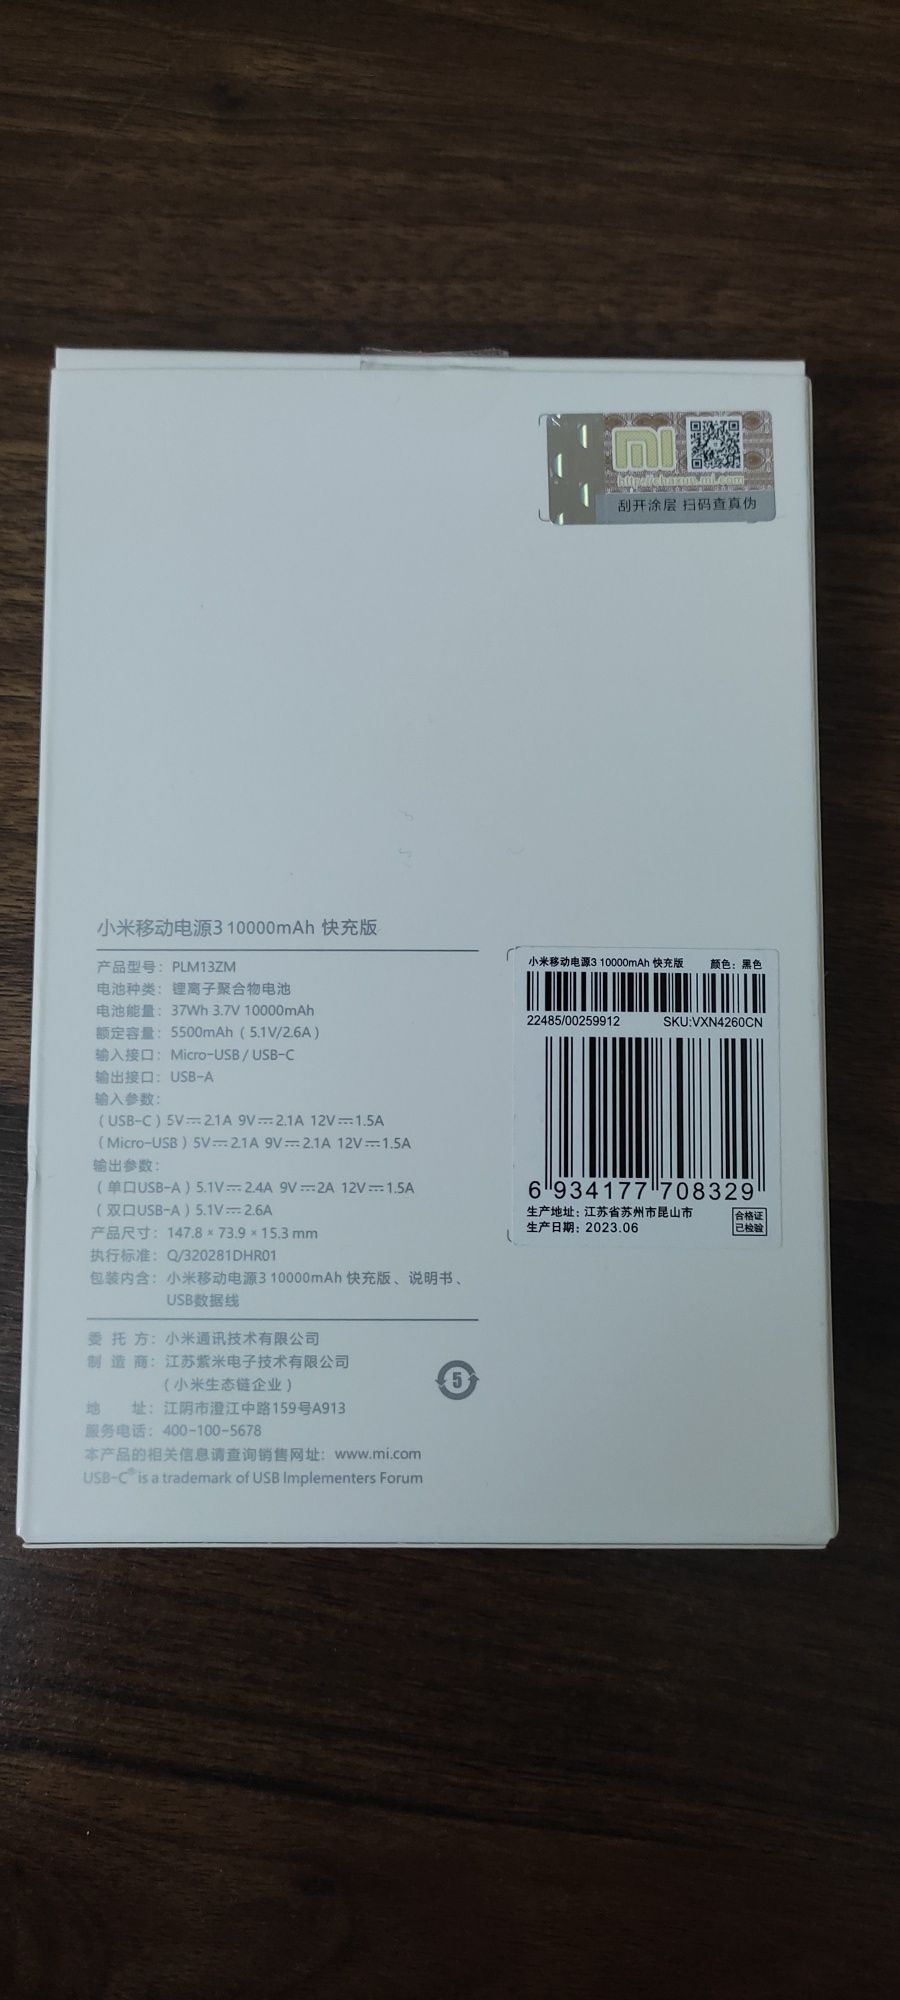 mi
http://chaxun.mi.com
刮开涂层 扫码查真伪
小米移动电源3 10000mAh 快充版
产品型号：PLM13ZM
电池种类：锂离子聚合物电池
电池能量：37Wh 3.7V 10000mAh
额定容量：5500mAh（5.1V/2.6A）
输入接口：Micro-USB / USB-C
输出接口：USB-A
输入参数：
（USB-C）5V⎓2.1A 9V⎓2.1A 12V⎓1.5A
（Micro-USB）5V⎓2.1A 9V⎓2.1A 12V⎓1.5A
输出参数：
（单口USB-A）5.1V⎓2.4A 9V⎓2A 12V⎓1.5A
（双口USB-A）5.1V⎓2.6A
产品尺寸：147.8 × 73.9 × 15.3 mm
执行标准：Q/320281DHR01
包装内含：小米移动电源3 10000mAh 快充版、说明书、
USB数据线
委 托 方：小米通讯技术有限公司
制 造 商：江苏紫米电子技术有限公司
（小米生态链企业）
地 址：江阴市澄江中路159号A913
服务电话：400-100-5678
本产品的相关信息请查询销售网址：www.mi.com
USB-C® is a trademark of USB Implementers Forum
5
小米移动电源3 10000mAh 快充版 颜色：黑色
22485/00259912 SKU:VXN4260CN
6 934177 708329
生产地址：江苏省苏州市昆山市
生产日期：2023.06
合格证
已检验